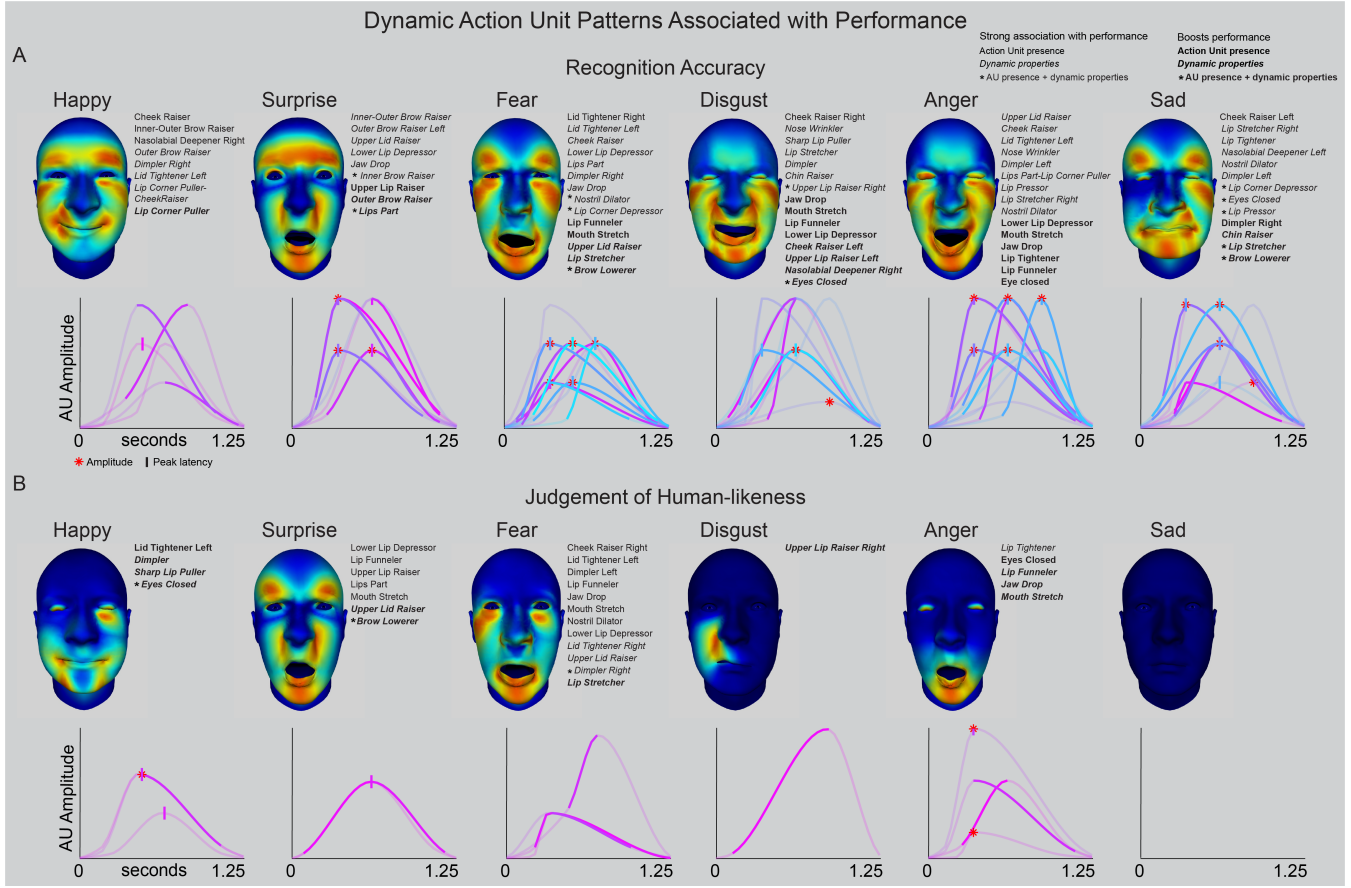 Dynamic Action Unit Patterns Associated with Performance
Strong association with performance
Action Unit presence
Dynamic properties
* AU presence + dynamic properties
Boosts performance
Action Unit presence
Dynamic properties
* AU presence + dynamic properties
A
Recognition Accuracy
Happy
Cheek Raiser
Inner-Outer Brow Raiser
Nasolabial Deepener Right
Outer Brow Raiser
Dimpler Right
Lid Tightener Left
Lip Corner Puller-
CheekRaiser
Lip Corner Puller
Surprise
Inner-Outer Brow Raiser
Outer Brow Raiser Left
Upper Lid Raiser
Lower Lip Depressor
Jaw Drop
* Inner Brow Raiser
Upper Lip Raiser
Outer Brow Raiser
* Lips Part
Fear
Lid Tightener Right
Lid Tightener Left
Cheek Raiser
Lower Lip Depressor
Lips Part
Dimpler Right
Jaw Drop
* Nostril Dilator
* Lip Corner Depressor
Lip Funneler
Mouth Stretch
Upper Lid Raiser
Lip Stretcher
* Brow Lowerer
Disgust
Cheek Raiser Right
Nose Wrinkler
Sharp Lip Puller
Lip Stretcher
Dimpler
Chin Raiser
* Upper Lip Raiser Right
Jaw Drop
Mouth Stretch
Lip Funneler
Lower Lip Depressor
Cheek Raiser Left
Upper Lip Raiser Left
Nasolabial Deepener Right
* Eyes Closed
Anger
Upper Lid Raiser
Cheek Raiser
Lid Tightener Left
Nose Wrinkler
Dimpler Left
Lips Part-Lip Corner Puller
Lip Pressor
Lip Stretcher Right
Nostril Dilator
Lower Lip Depressor
Mouth Stretch
Jaw Drop
Lip Tightener
Lip Funneler
Eye closed
Sad
Cheek Raiser Left
Lip Stretcher Right
Lip Tightener
Nasolabial Deepener Left
Nostril Dilator
Dimpler Left
* Lip Corner Depressor
* Eyes Closed
* Lip Pressor
Dimpler Right
Chin Raiser
* Lip Stretcher
* Brow Lowerer
AU Amplitude
0 seconds 1.25
0 1.25
0 1.25
0 1.25
0 1.25
0 1.25
* Amplitude
Peak latency
B
Judgement of Human-likeness
Happy
Lid Tightener Left
Dimpler
Sharp Lip Puller
* Eyes Closed
Surprise
Lower Lip Depressor
Lip Funneler
Upper Lip Raiser
Lips Part
Mouth Stretch
Upper Lid Raiser
* Brow Lowerer
Fear
Cheek Raiser Right
Lid Tightener Left
Dimpler Left
Lip Funneler
Jaw Drop
Mouth Stretch
Nostril Dilator
Lower Lip Depressor
Lid Tightener Right
Upper Lid Raiser
* Dimpler Right
Lip Stretcher
Disgust
Upper Lip Raiser Right
Anger
Lip Tightener
Eyes Closed
Lip Funneler
Jaw Drop
Mouth Stretch
Sad
AU Amplitude
0 seconds 1.25
0 1.25
0 1.25
0 1.25
0 1.25
0 1.25